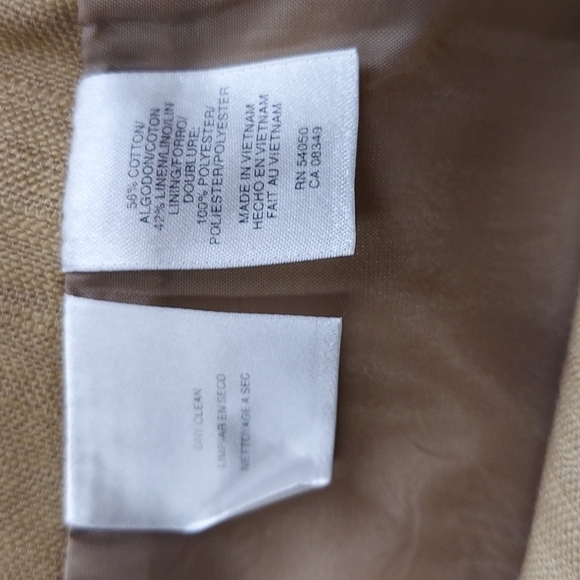 58% COTTON/
ALGODON/COTON
42% LINEN/LINO/LIN
LINING/FORRO/
DOUBLURE.
100% POLYESTER/
POLIESTER/POLYESTER
MADE IN VIETNAM
HECHO EN VIETNAM
FAIT AU VIETNAM
RN 54050
CA 08349
DRY CLEAN
LIMPIAR EN SECO
NETTOYAGE A SEC